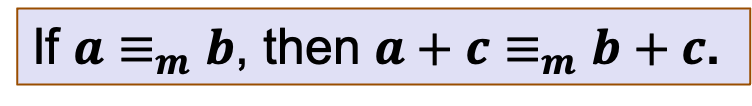 If a ≡ₘ b, then a + c ≡ₘ b + c.